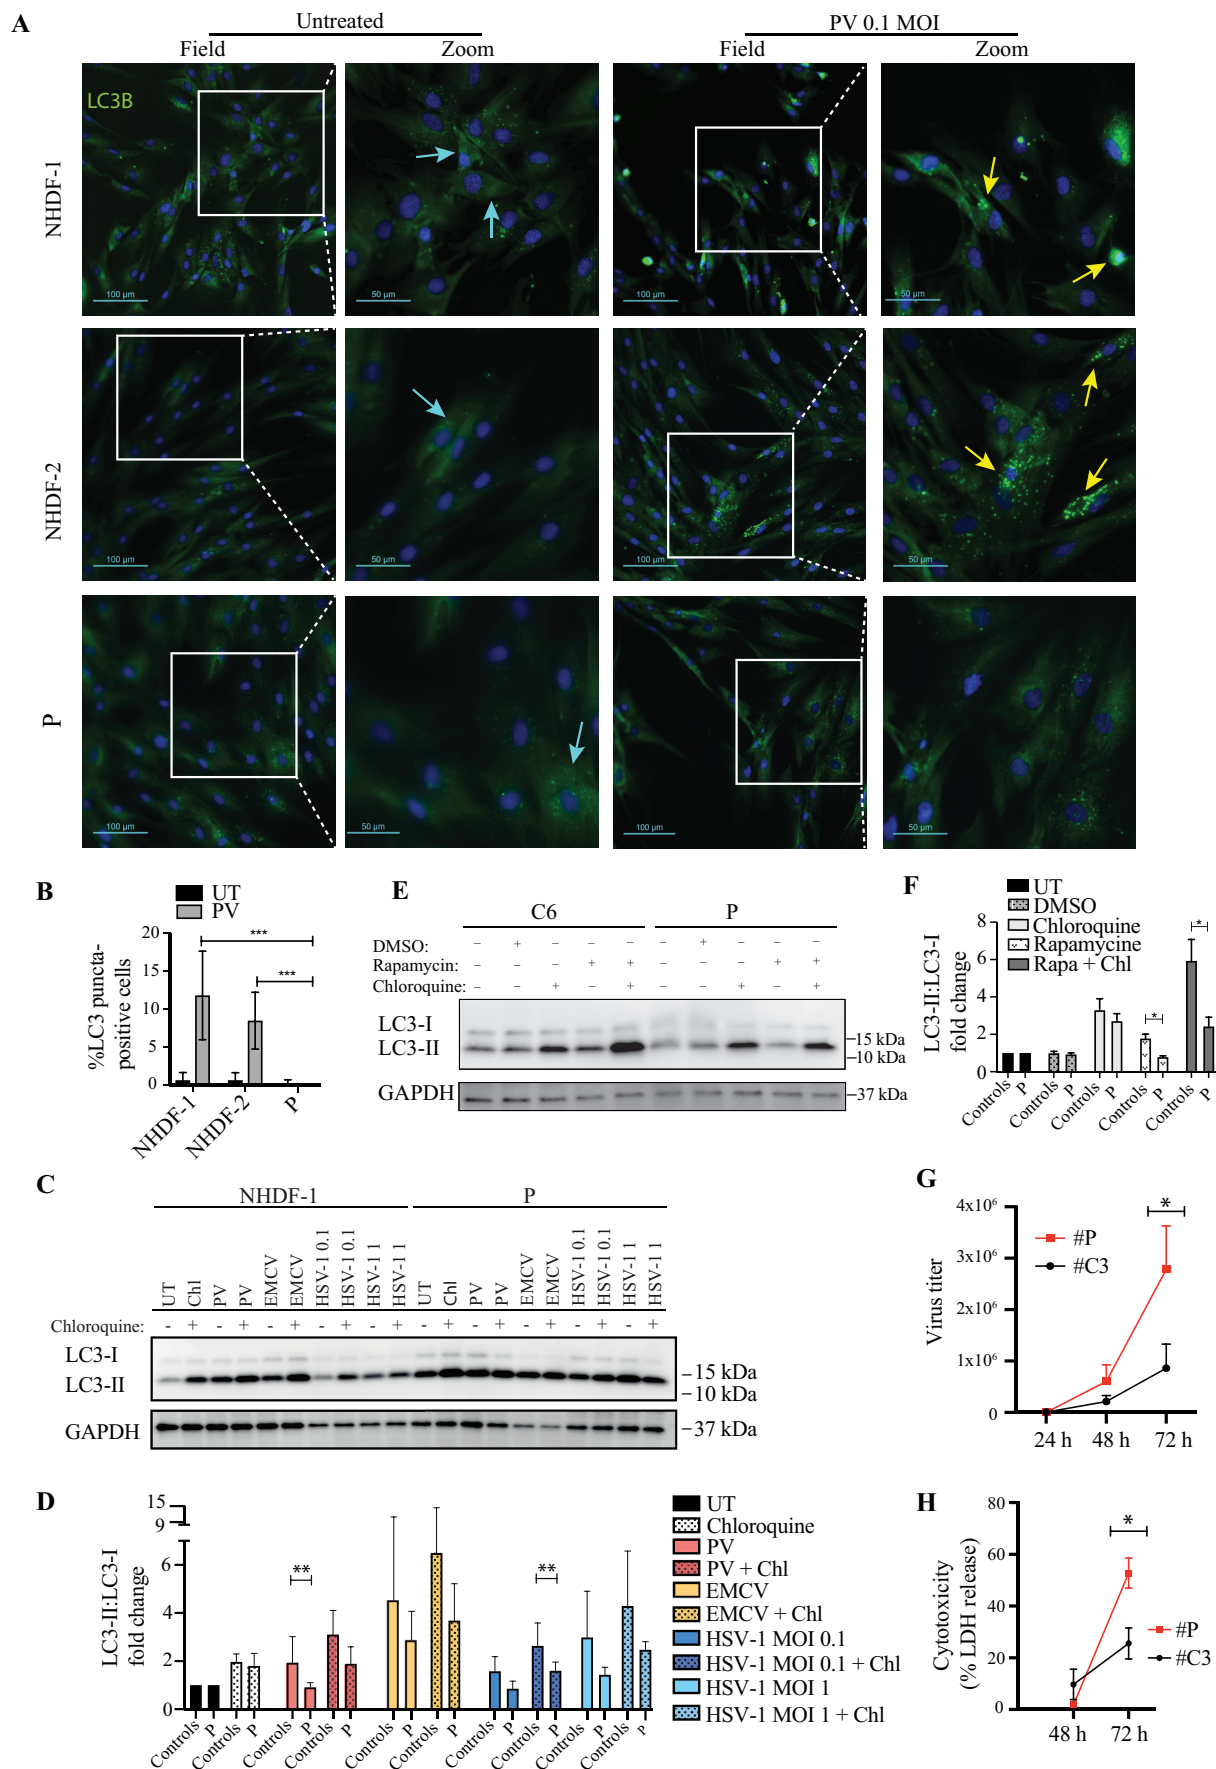 A
Untreated
PV 0.1 MOI
Field
Zoom
Field
Zoom
LC3B
NHDF-1
100 µm
50 µm
100 µm
50 µm
NHDF-2
100 µm
50 µm
100 µm
50 µm
P
100 µm
50 µm
100 µm
50 µm
B
UT
PV
%LC3 puncta-
positive cells
20
15
10
5
0
***
***
NHDF-1
NHDF-2
P
E
C6
P
DMSO: – + – – – – + – – –
Rapamycin: – – – + + – – – + +
Chloroquine: – – + – + – – + – +
LC3-I
LC3-II
–15 kDa
–10 kDa
GAPDH
–37 kDa
F
UT
DMSO
Chloroquine
Rapamycine
Rapa + Chl
LC3-II:LC3-I
fold change
8
6
4
2
0
*
*
Controls P Controls P Controls P Controls P Controls P
C
NHDF-1
P
UT Chl PV PV EMCV EMCV HSV-1 0.1 HSV-1 0.1 HSV-1 1 HSV-1 1 UT Chl PV PV EMCV EMCV HSV-1 0.1 HSV-1 0.1 HSV-1 1 HSV-1 1
Chloroquine: - + - + - + - + - + - + - + - + - + - +
LC3-I
LC3-II
–15 kDa
–10 kDa
GAPDH
–37 kDa
G
Virus titer
4x10⁶
3x10⁶
2x10⁶
1x10⁶
0
*
#P
#C3
24 h 48 h 72 h
D
LC3-II:LC3-I
fold change
15
9
6
4
2
0
**
**
Controls P Controls P Controls P Controls P Controls P Controls P Controls P Controls P Controls P Controls P
UT
Chloroquine
PV
PV + Chl
EMCV
EMCV + Chl
HSV-1 MOI 0.1
HSV-1 MOI 0.1 + Chl
HSV-1 MOI 1
HSV-1 MOI 1 + Chl
H
Cytotoxicity
(% LDH release)
80
60
40
20
0
*
#P
#C3
48 h 72 h